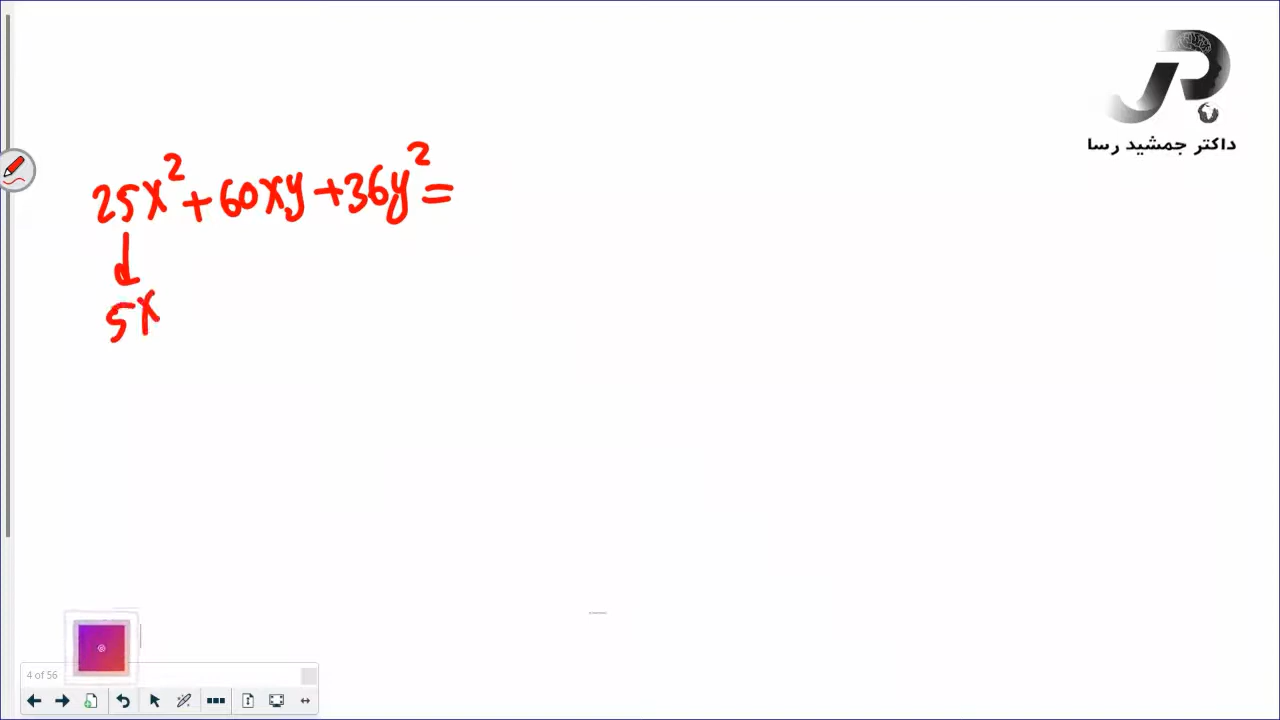 داکتر جمشید رسا
25x² + 60xy + 36y² =
5x
4 of 56